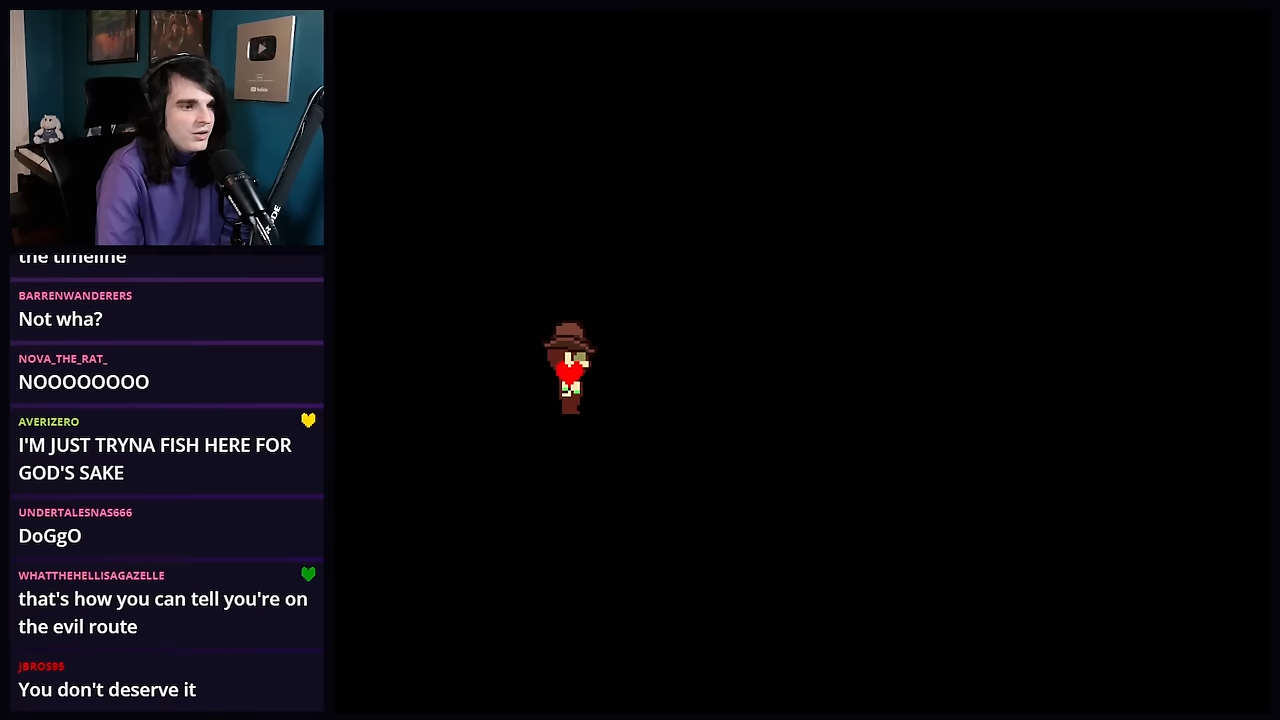 the timeline
BARRENWANDERERS
Not wha?
NOVA_THE_RAT_
NOOOOOOOO
AVERIZERO
I'M JUST TRYNA FISH HERE FOR
GOD'S SAKE
UNDERTALESNAS666
DoGgO
WHATTHEHELLISAGAZELLE
that's how you can tell you're on
the evil route
JBROS95
You don't deserve it